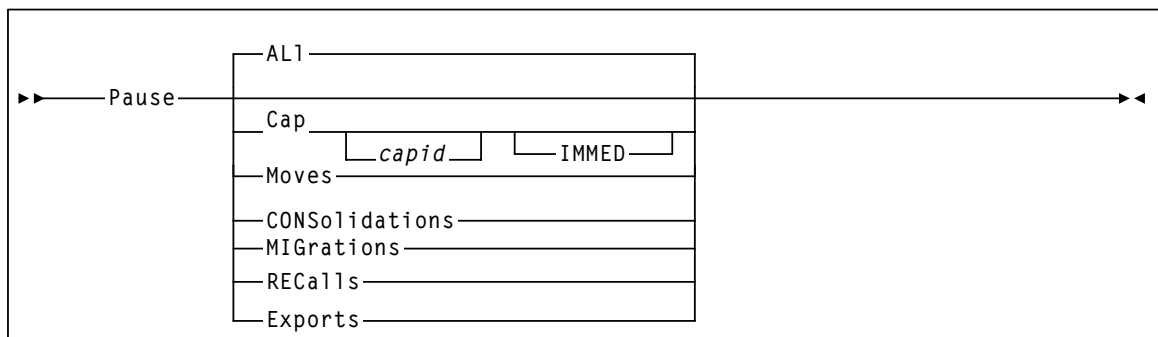 ALl
Pause
Cap
capid
IMMED
Moves
CONSolidations
MIGrations
RECalls
Exports